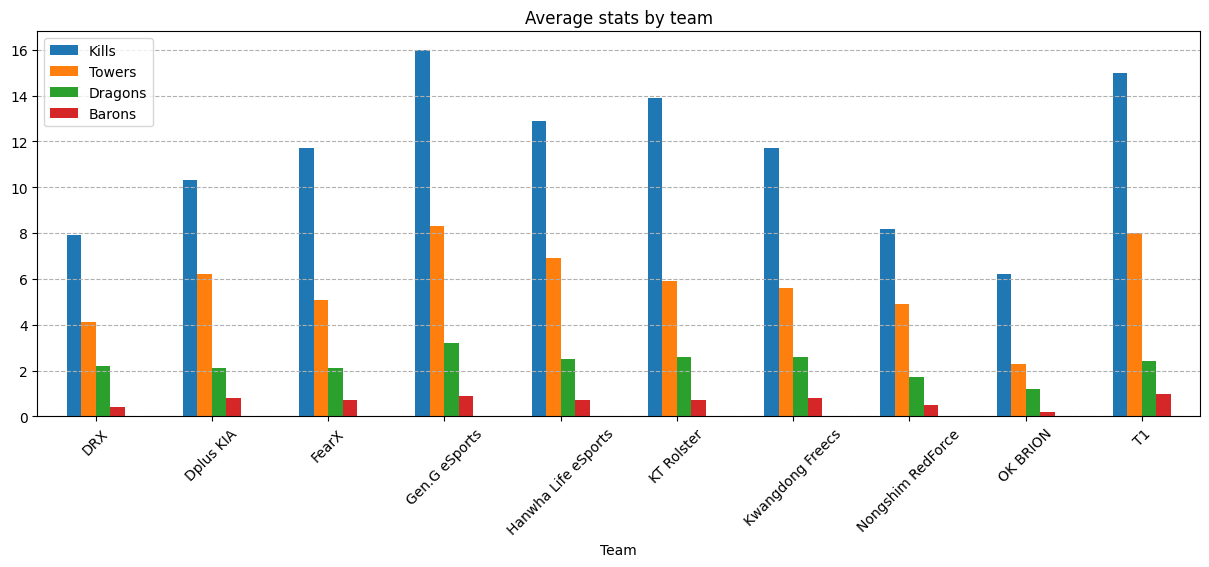 Average stats by team
Kills
Towers
Dragons
Barons
16
14
12
10
8
6
4
2
0
DRX
Dplus KIA
FearX
Gen.G eSports
Hanwha Life eSports
KT Rolster
Kwangdong Freecs
Nongshim RedForce
OK BRION
T1
Team